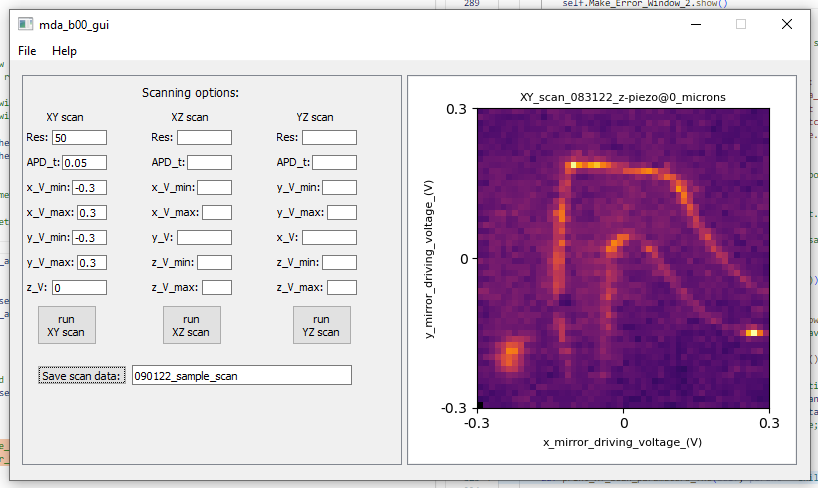 289
self.Make_Error_Window_2.show()
mda_b00_gui
File Help
Scanning options:
XY scan XZ scan YZ scan
Res: 50 Res: Res:
APD_t: 0.05 APD_t: APD_t:
x_V_min: -0.3 x_V_min: y_V_min:
x_V_max: 0.3 x_V_max: y_V_max:
y_V_min: -0.3 y_V: x_V:
y_V_max: 0.3 z_V_min: z_V_min:
z_V: 0 z_V_max: z_V_max:
run run run
XY scan XZ scan YZ scan
Save scan data: 090122_sample_scan
XY_scan_083122_z-piezo@0_microns
0.3
0
-0.3
y_mirror_driving_voltage_(V)
-0.3 0 0.3
x_mirror_driving_voltage_(V)